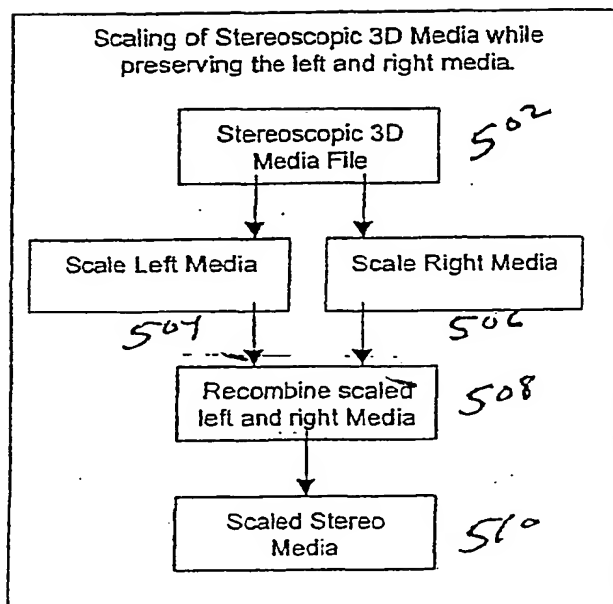 Scaling of Stereoscopic 3D Media while
preserving the left and right media.
Stereoscopic 3D
Media File
502
Scale Left Media
Scale Right Media
504
506
Recombine scaled
left and right Media
508
Scaled Stereo
Media
510